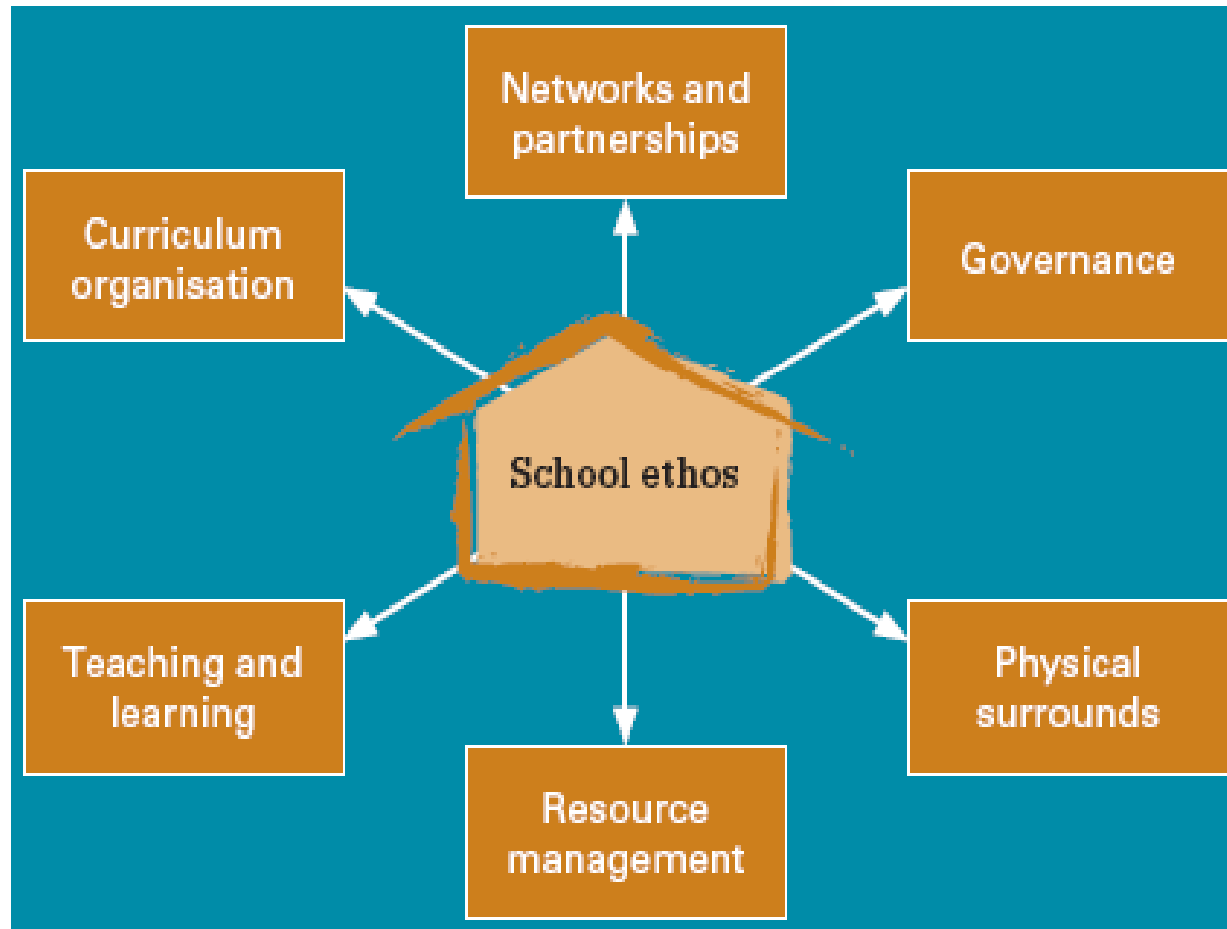 Networks and
partnerships
Curriculum
organisation
Governance
School ethos
Teaching and
learning
Physical
surrounds
Resource
management